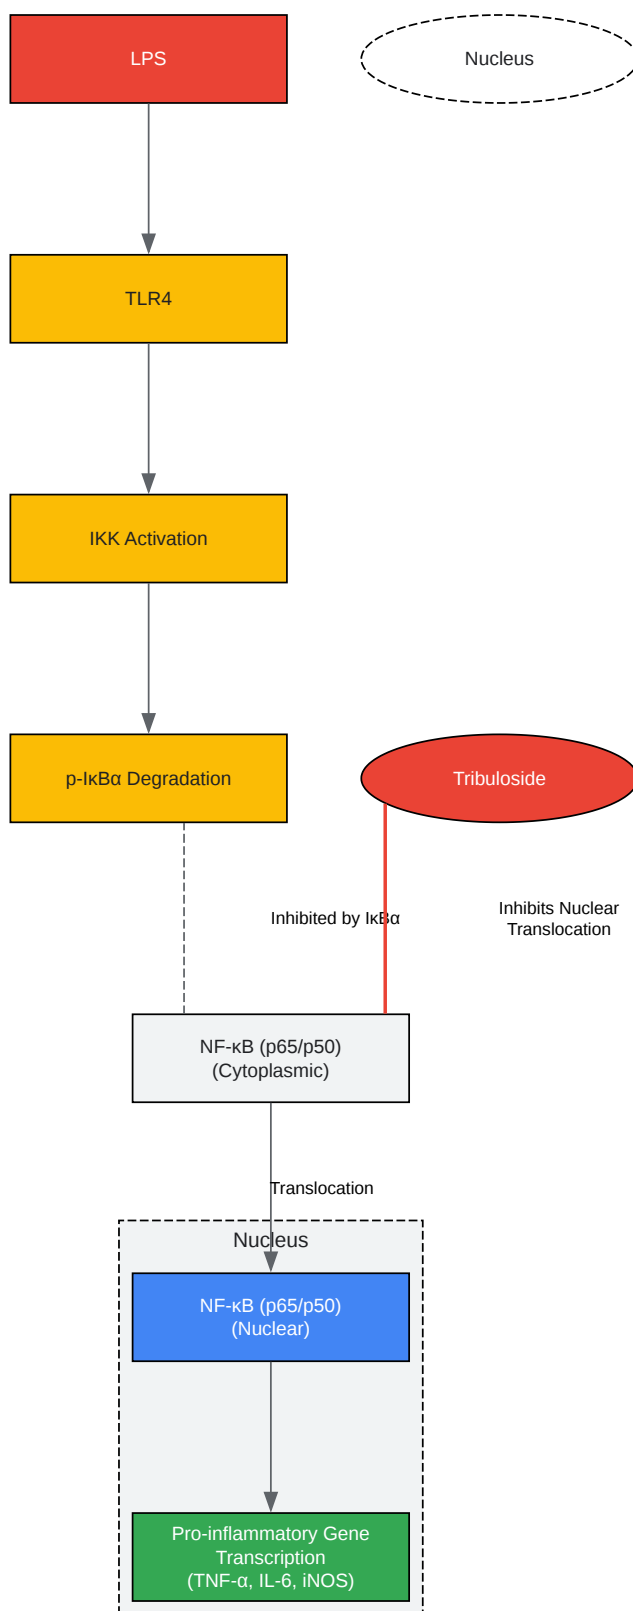 LPS
Nucleus
TLR4
IKK Activation
p-IκBα Degradation
Tribuloside
Inhibited by IκBα
Inhibits Nuclear
Translocation
NF-κB (p65/p50)
(Cytoplasmic)
Translocation
Nucleus
NF-κB (p65/p50)
(Nuclear)
Pro-inflammatory Gene
Transcription
(TNF-α, IL-6, iNOS)